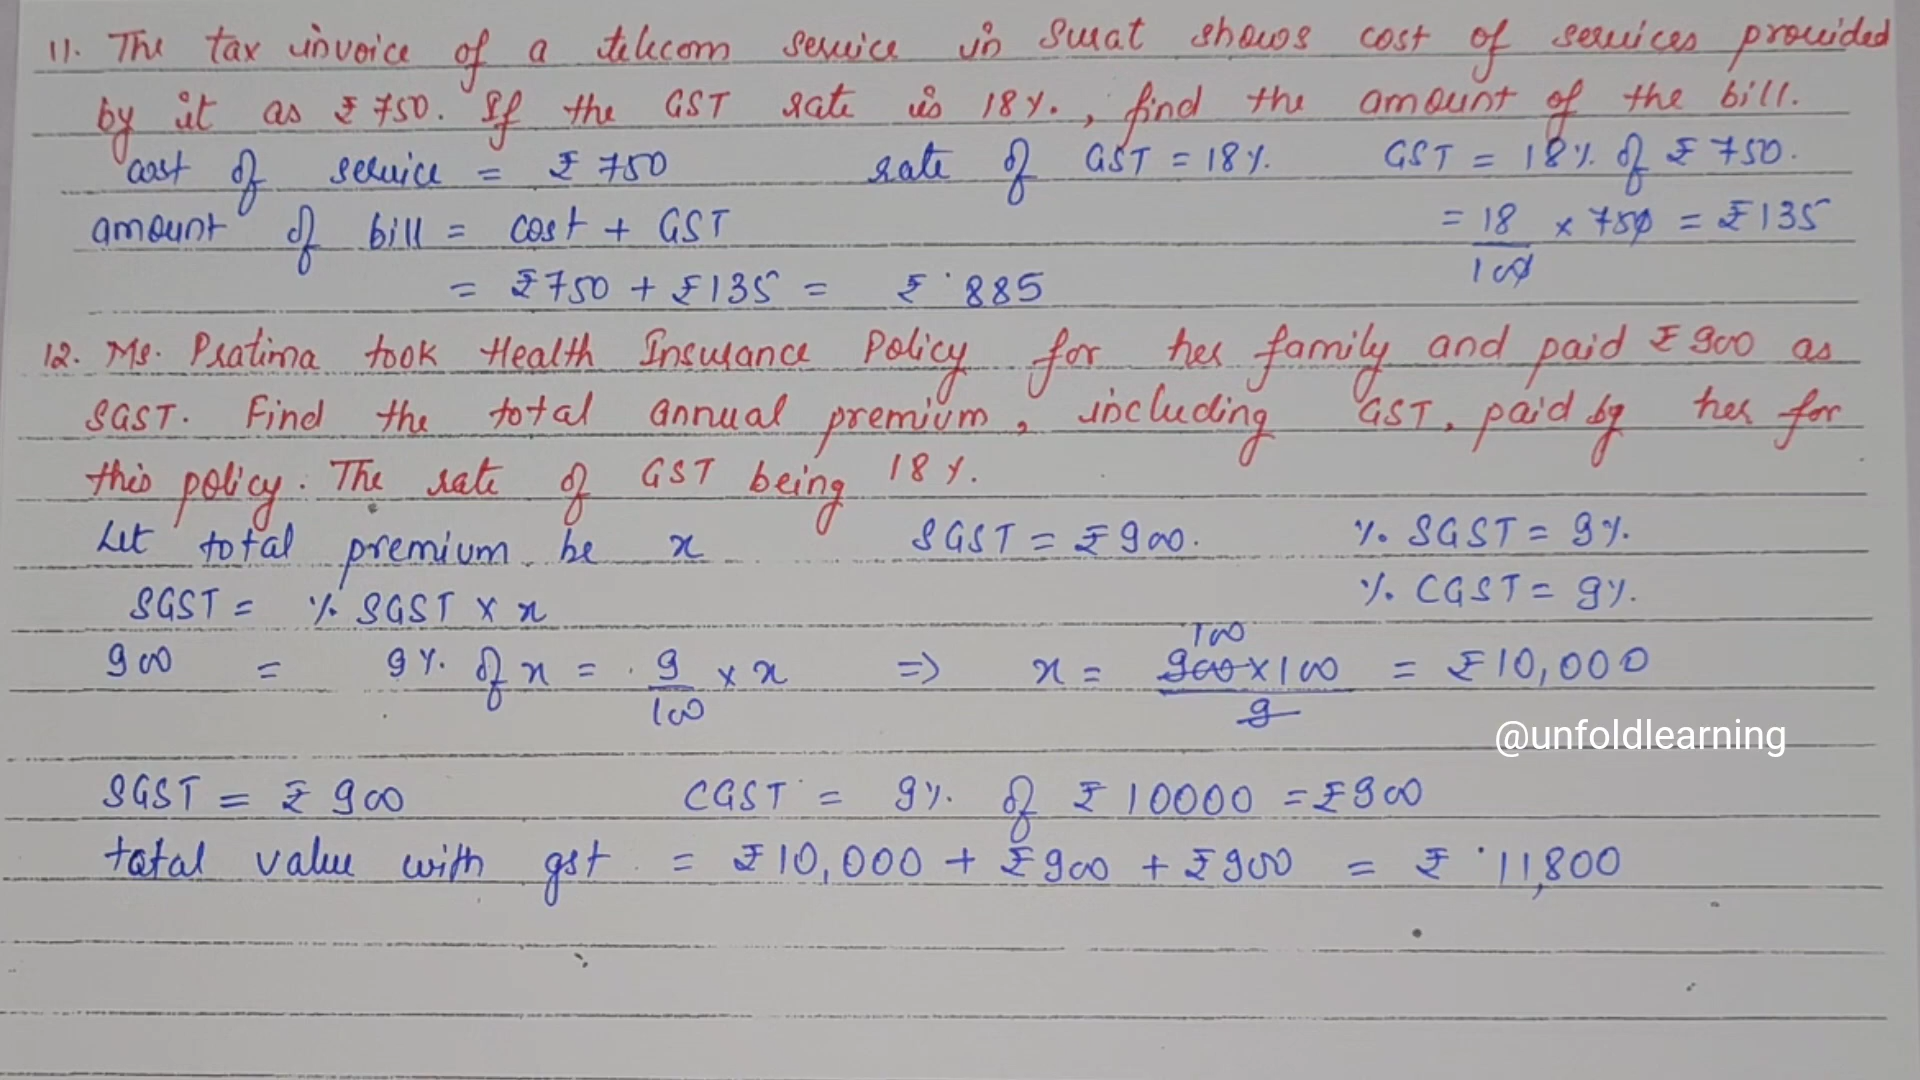 11. The tax invoice of a telecom service in Surat shows cost of services provided
by it as ₹ 750. If the GST rate is 18%., find the amount of the bill.
cost of service = ₹ 750 rate of GST = 18%. GST = 18%. of ₹ 750.
amount of bill = cost + GST = 18/100 × 750 = ₹ 135
= ₹750 + ₹135 = ₹ 885
12. Ms. Pratima took Health Insurance Policy for her family and paid ₹ 900 as
SGST. Find the total annual premium, including GST, paid by her for
this policy. The rate of GST being 18%.
Let total premium be x SGST = ₹ 900. % SGST = 9%.
SGST = % SGST × x % CGST = 9%.
900 = 9%. of x = 9/100 × x => x = 900×100/9 = ₹10,000
100
@unfoldlearning
SGST = ₹ 900 CGST = 9%. of ₹ 10000 = ₹900
total value with gst = ₹10,000 + ₹900 + ₹900 = ₹ 11,800